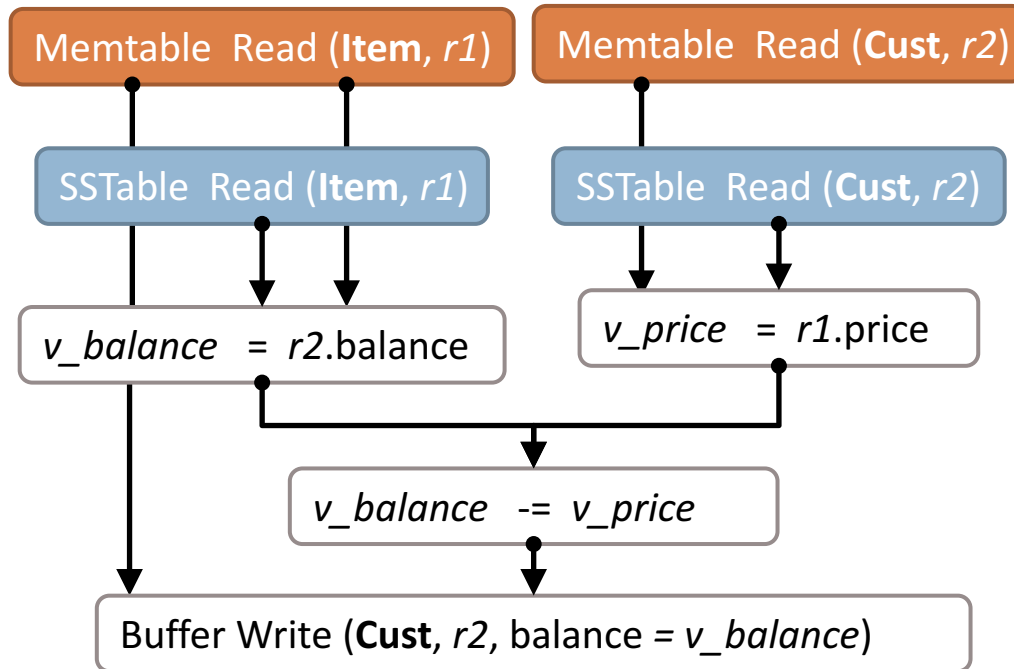 Memtable Read (Item, r1)
Memtable Read (Cust, r2)
SSTable Read (Item, r1)
SSTable Read (Cust, r2)
v_balance = r2.balance
v_price = r1.price
v_balance -= v_price
Buffer Write (Cust, r2, balance = v_balance)